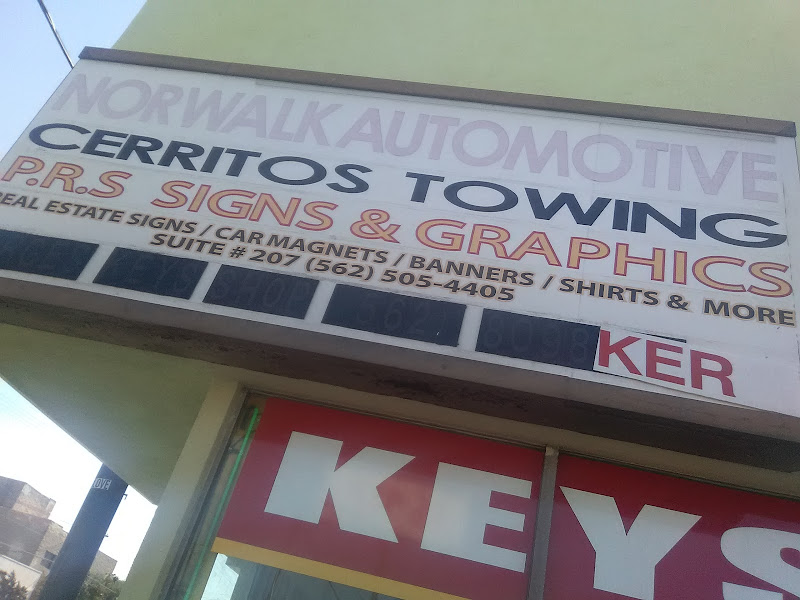 NORWALK AUTOMOTIVE
CERRITOS TOWING
P.R.S SIGNS & GRAPHICS
REAL ESTATE SIGNS / CAR MAGNETS / BANNERS / SHIRTS & MORE
SUITE # 207 (562) 505-4405
KER
KEYS